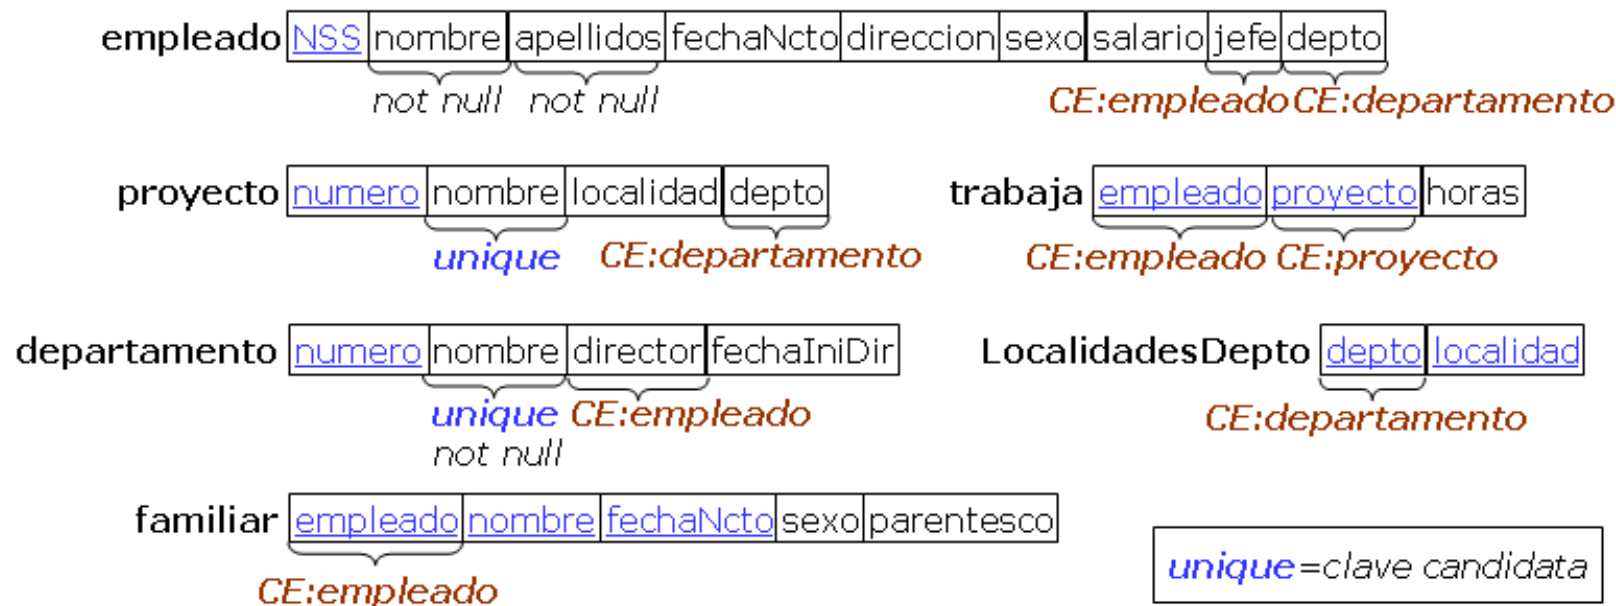 empleado NSS nombre apellidos fechaNcto direccion sexo salario jefe depto
not null not null CE:empleado CE:departamento
proyecto numero nombre localidad depto
unique CE:departamento
trabaja empleado proyecto horas
CE:empleado CE:proyecto
departamento numero nombre director fechaIniDir
unique CE:empleado
not null
LocalidadesDepto depto localidad
CE:departamento
familiar empleado nombre fechaNcto sexo parentesco
CE:empleado
unique=clave candidata